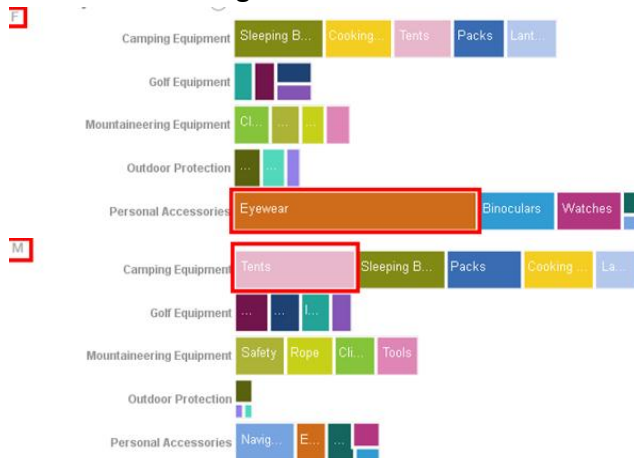 F
Camping Equipment Sleeping B... Cooking... Tents Packs Lant...
Golf Equipment
Mountaineering Equipment Cl... ... ...
Outdoor Protection ... ...
Personal Accessories Eyewear Binoculars Watches
M
Camping Equipment Tents Sleeping B... Packs Cooking ... La...
Golf Equipment ... ... I...
Mountaineering Equipment Safety Rope Cli... Tools
Outdoor Protection
Personal Accessories Navig... E... ...